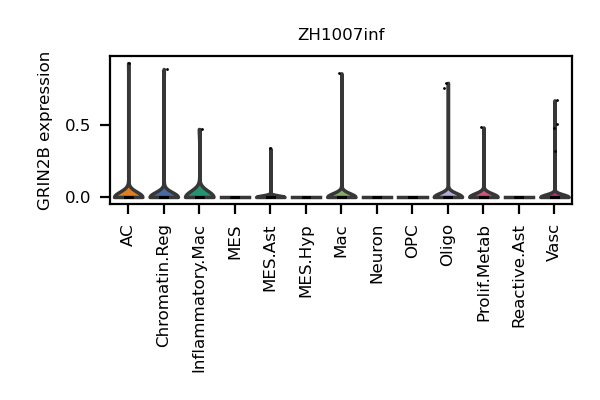 ZH1007inf
GRIN2B expression
0.5
0.0
AC
Chromatin.Reg
Inflammatory.Mac
MES
MES.Ast
MES.Hyp
Mac
Neuron
OPC
Oligo
Prolif.Metab
Reactive.Ast
Vasc